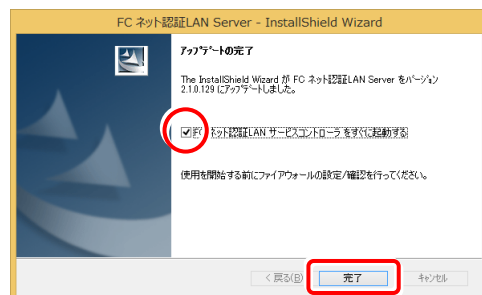 FC ネット認証LAN Server - InstallShield Wizard
ｱｯﾌﾟﾃﾞｰﾄの完了
The InstallShield Wizard が FC ネット認証LAN Server をﾊﾞｰｼﾞｮﾝ
2.1.0.129 にｱｯﾌﾟﾃﾞｰﾄしました。
FC ネット認証LAN サービスコントローラ をすぐに起動する
使用を開始する前にファイアウォールの設定/確認を行ってください。
< 戻る(B) 完了 キャンセル